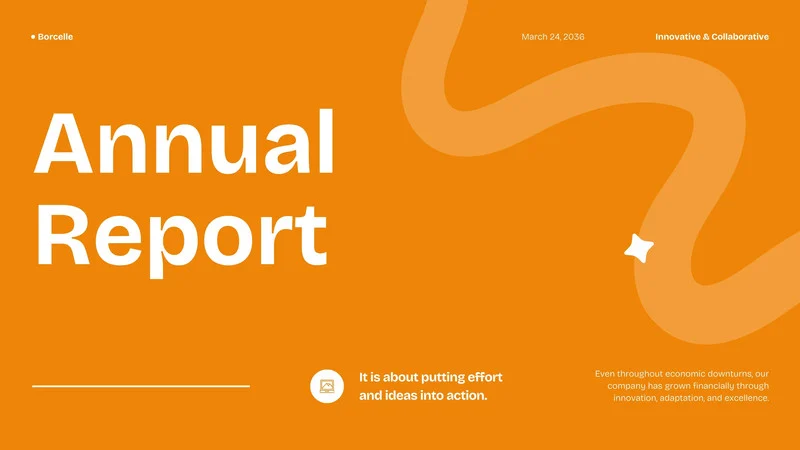 Borcelle
March 24, 2036
Innovative & Collaborative
Annual
Report
It is about putting effort
and ideas into action.
Even throughout economic downturns, our
company has grown financially through
innovation, adaptation, and excellence.